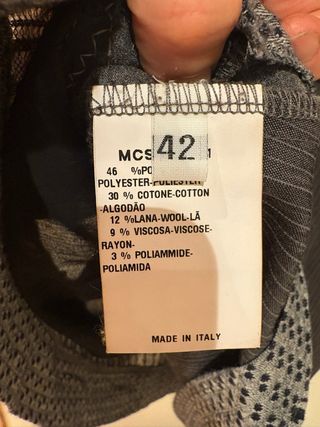 42
46 %
POLYESTER-POLIESTER
30 % COTONE-COTTON
-ALGODÃO
12 %LANA-WOOL-LÃ
9 % VISCOSA-VISCOSE-
RAYON-
3 % POLIAMMIDE-
POLIAMIDA
MADE IN ITALY